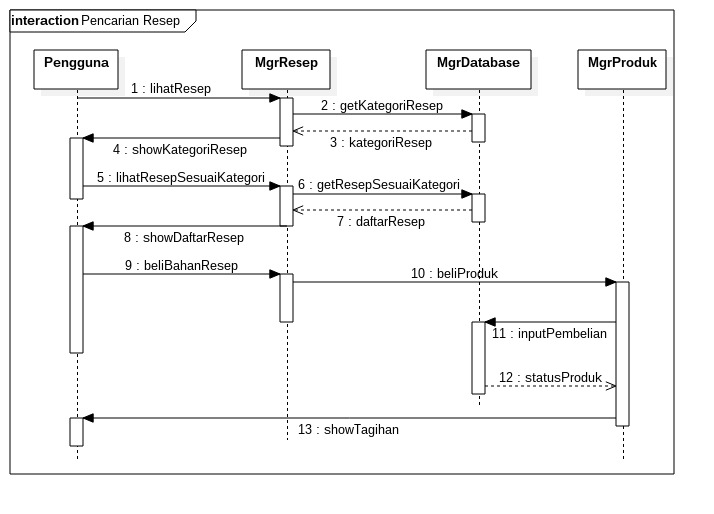 interaction Pencarian Resep
Pengguna
MgrResep
MgrDatabase
MgrProduk
1 : lihatResep
2 : getKategoriResep
3 : kategoriResep
4 : showKategoriResep
5 : lihatResepSesuaiKategori
6 : getResepSesuaiKategori
7 : daftarResep
8 : showDaftarResep
9 : beliBahanResep
10 : beliProduk
11 : inputPembelian
12 : statusProduk
13 : showTagihan